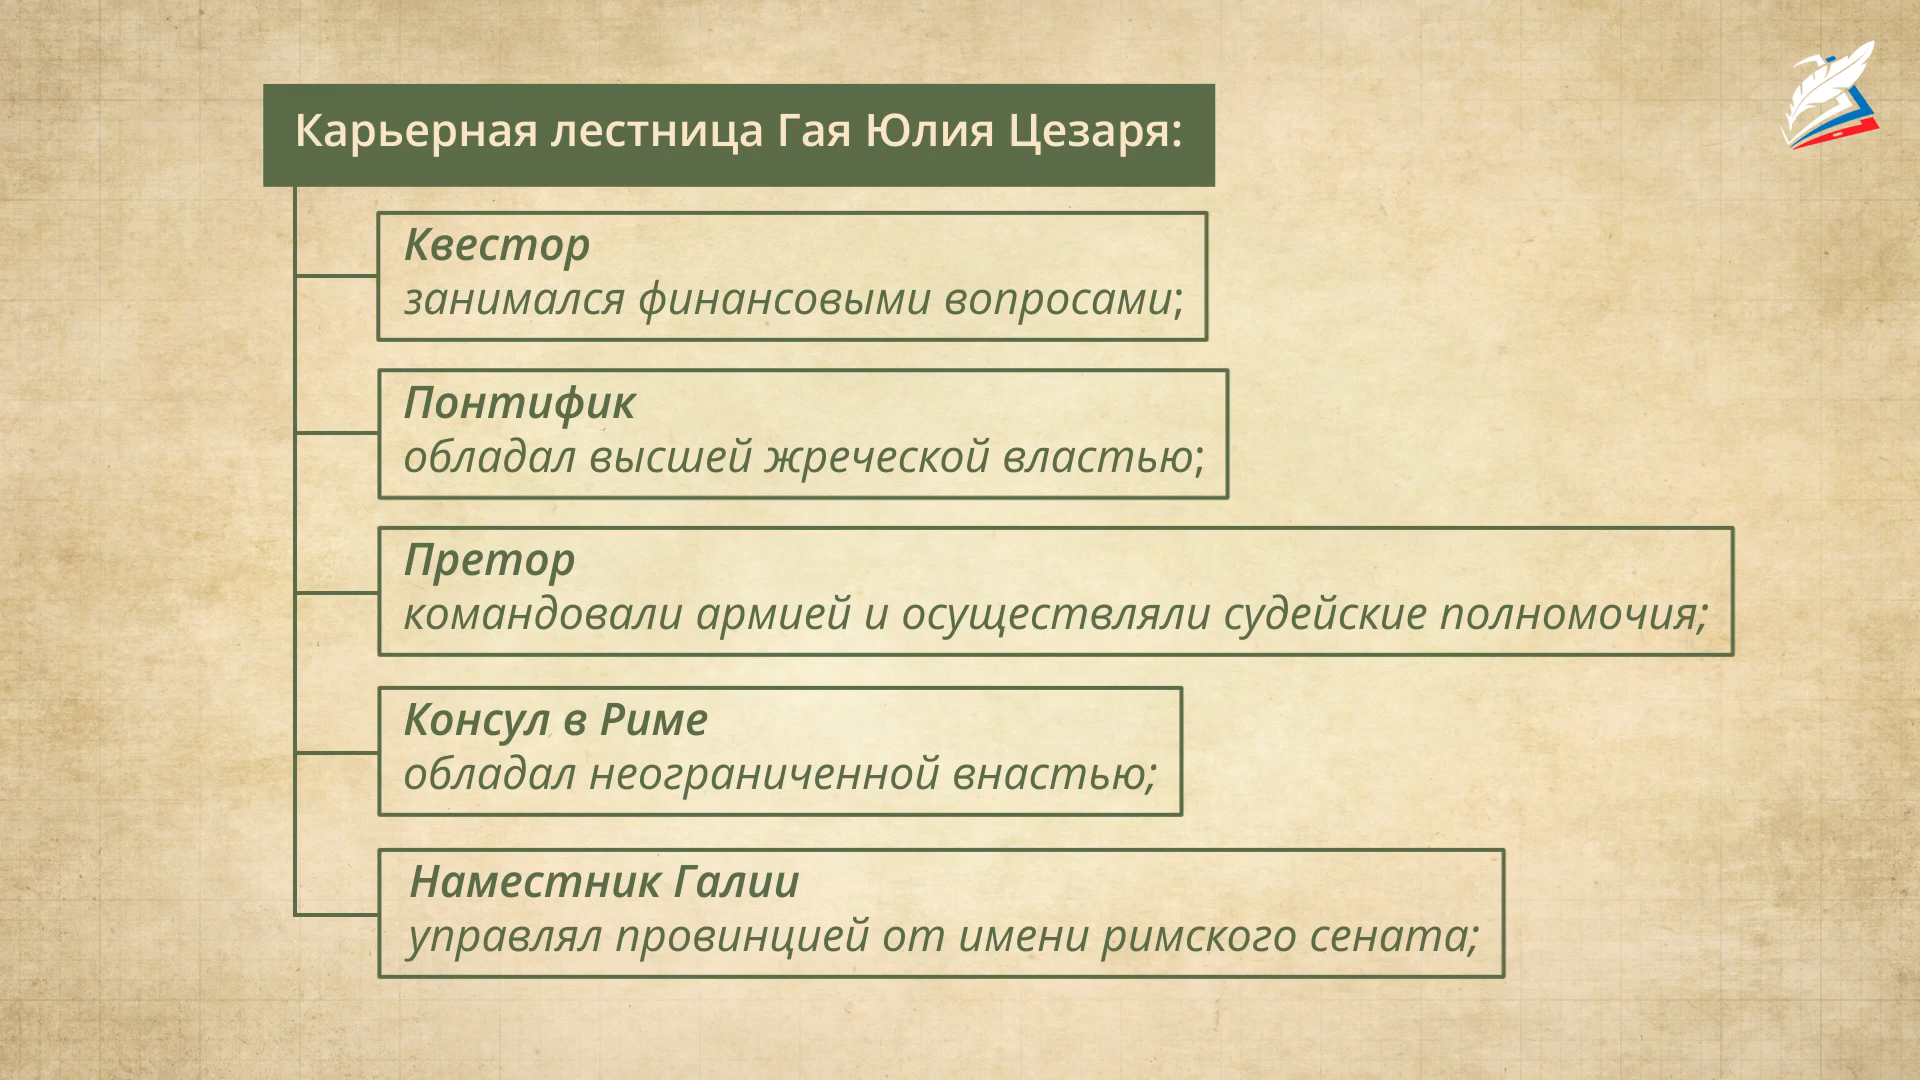 Карьерная лестница Гая Юлия Цезаря:
Квестор
занимался финансовыми вопросами;
Понтифик
обладал высшей жреческой властью;
Претор
командовали армией и осуществляли судейские полномочия;
Консул в Риме
обладал неограниченной внастью;
Наместник Галии
управлял провинцией от имени римского сената;